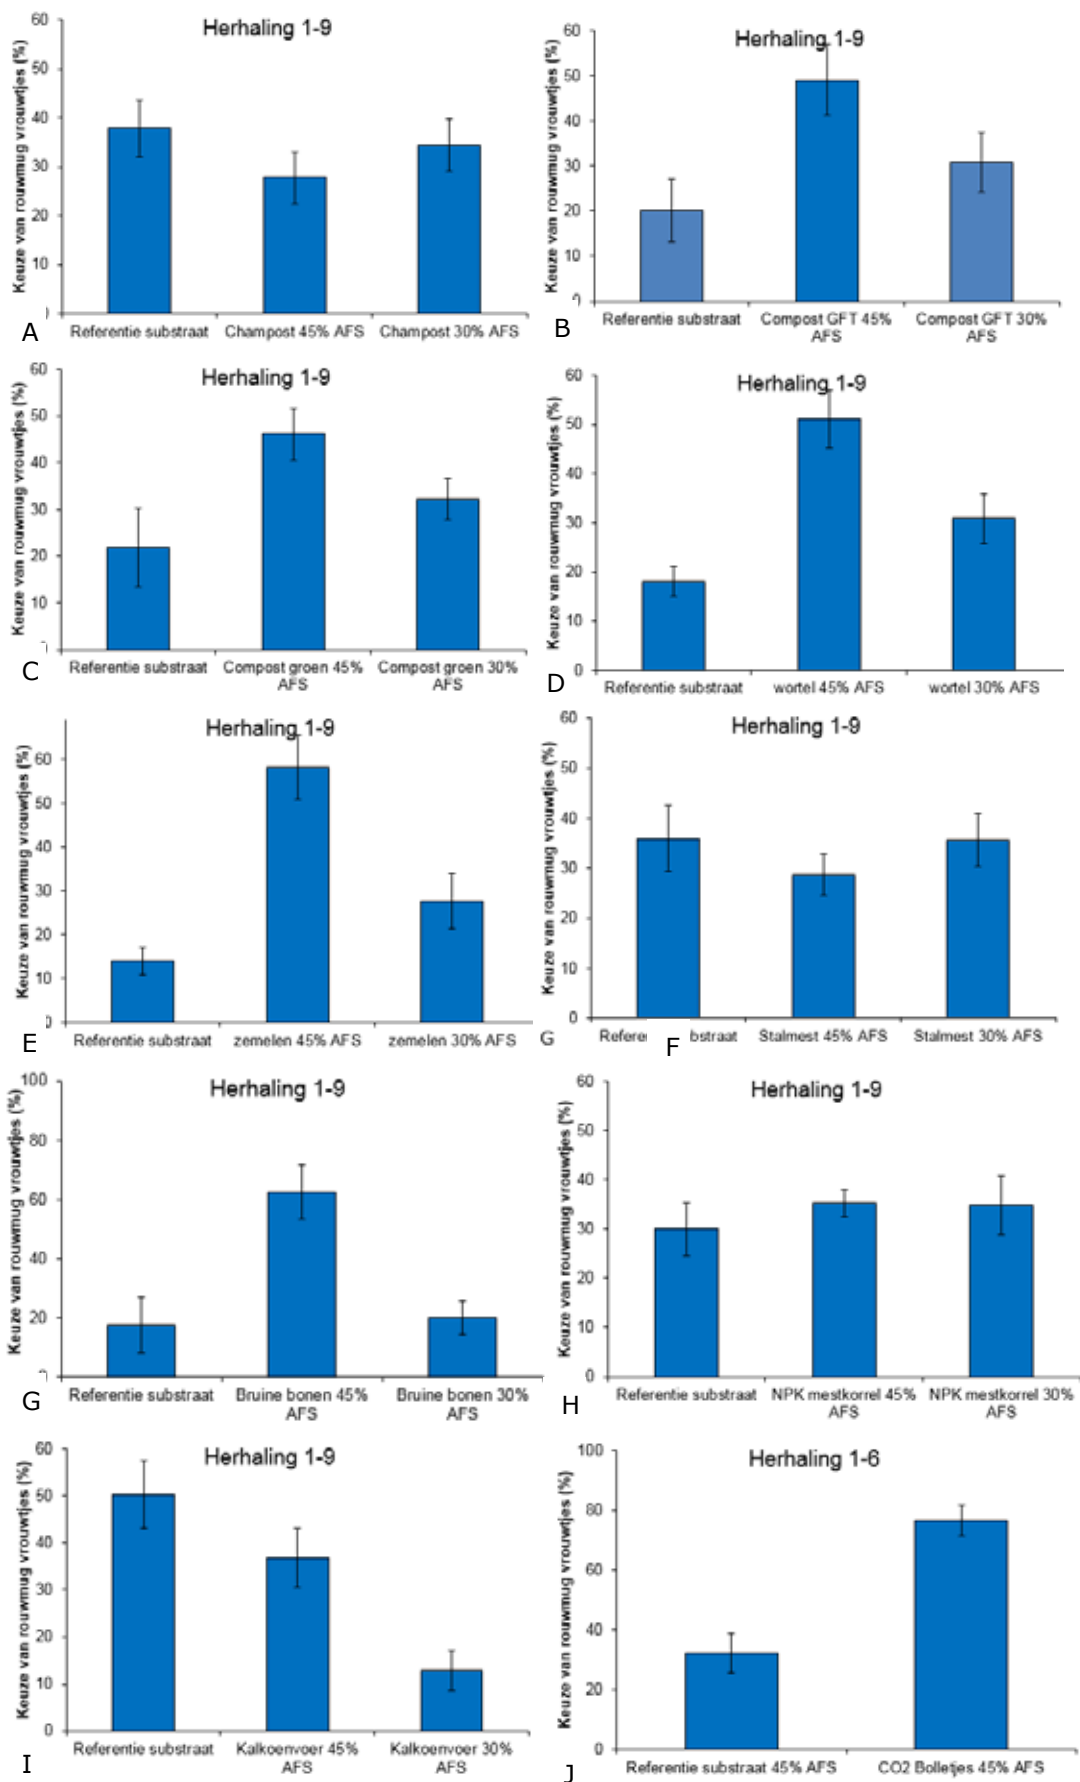 Herhaling 1-9
Keuze van rouwmug vrouwtjes (%)
60
50
40
30
20
10
Referentie substraat Champost 45% AFS Champost 30% AFS
A
Herhaling 1-9
Keuze van rouwmug vrouwtjes (%)
60
50
40
30
20
10
Referentie substraat Compost GFT 45% Compost GFT 30%
AFS AFS
B
Herhaling 1-9
Keuze van rouwmug vrouwtjes (%)
60
50
40
30
20
10
Referentie substraat Compost groen 45% Compost groen 30%
AFS AFS
C
Herhaling 1-9
Keuze van rouwmug vrouwtjes (%)
60
50
40
30
20
10
0
Referentie substraat wortel 45% AFS wortel 30% AFS
D
Herhaling 1-9
Keuze van rouwmug vrouwtjes (%)
60
50
40
30
20
10
Referentie substraat zemelen 45% AFS zemelen 30% AFS
E
Herhaling 1-9
Keuze van rouwmug vrouwtjes (%)
60
50
40
30
20
10
0
G Refere bstraat Stalmest 45% AFS Stalmest 30% AFS
F
Herhaling 1-9
Keuze van rouwmug vrouwtjes (%)
100
80
60
40
20
Referentie substraat Bruine bonen 45% Bruine bonen 30%
AFS AFS
G
Herhaling 1-9
Keuze van rouwmug vrouwtjes (%)
60
50
40
30
20
10
0
Referentie substraat NPK mestkorrel 45% NPK mestkorrel 30%
AFS AFS
H
Herhaling 1-9
Keuze van rouwmug vrouwtjes (%)
60
50
40
30
20
10
0
Referentie substraat Kalkoenvoer 45% Kalkoenvoer 30%
AFS AFS
I
Herhaling 1-6
Keuze van rouwmug vrouwtjes (%)
100
80
60
40
20
0
Referentie substraat 45% AFS CO2 Bolletjes 45% AFS
J